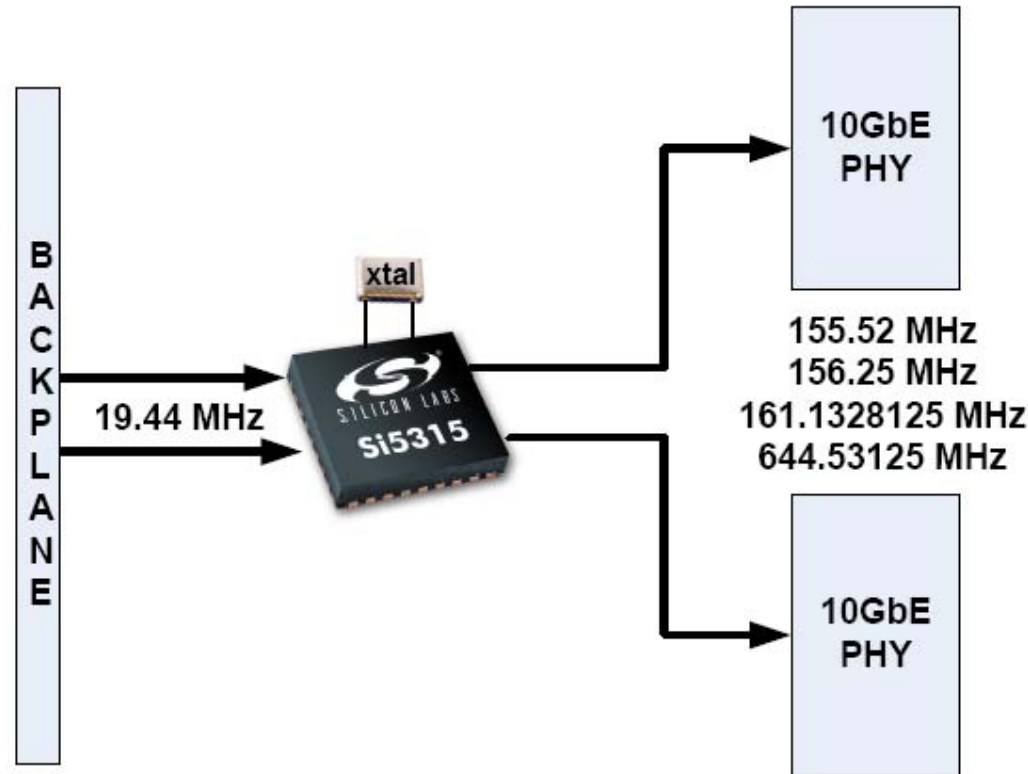 BACKPLANE
19.44 MHz
xtal
SILICON LABS
Si5315
10GbE
PHY
155.52 MHz
156.25 MHz
161.1328125 MHz
644.53125 MHz
10GbE
PHY